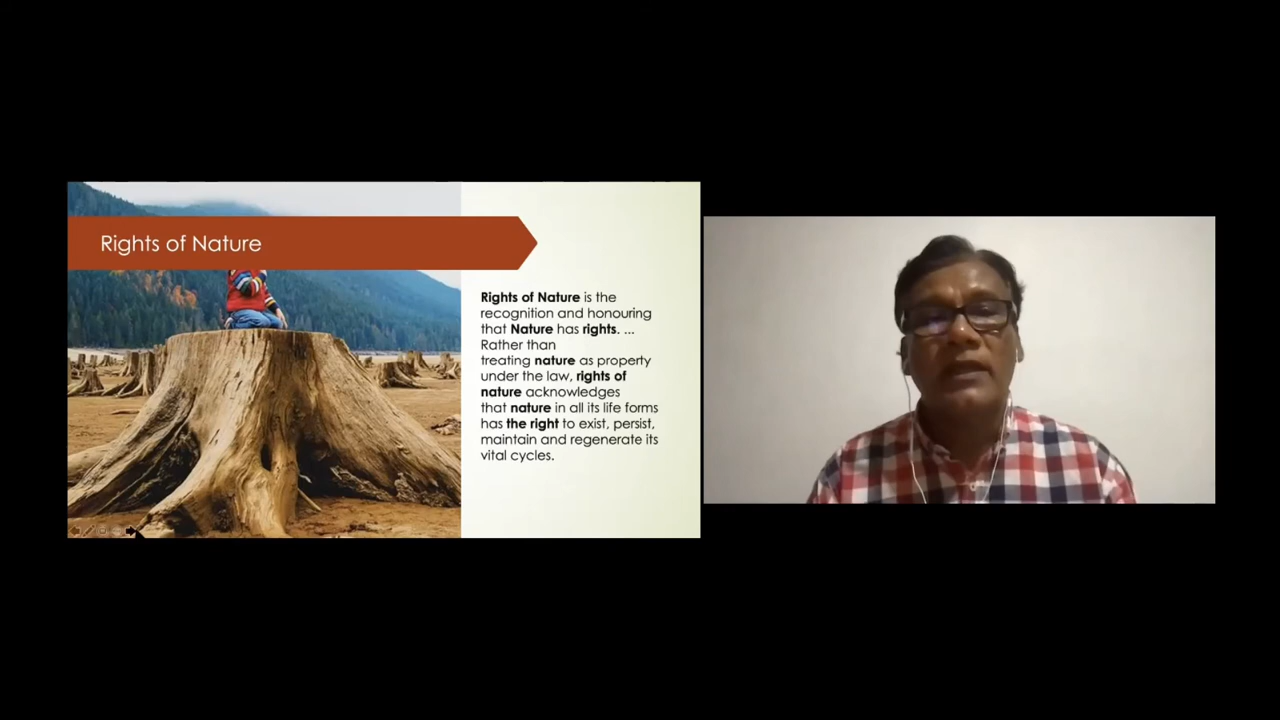 Rights of Nature
Rights of Nature is the
recognition and honouring
that Nature has rights. ...
Rather than
treating nature as property
under the law, rights of
nature acknowledges
that nature in all its life forms
has the right to exist, persist,
maintain and regenerate its
vital cycles.